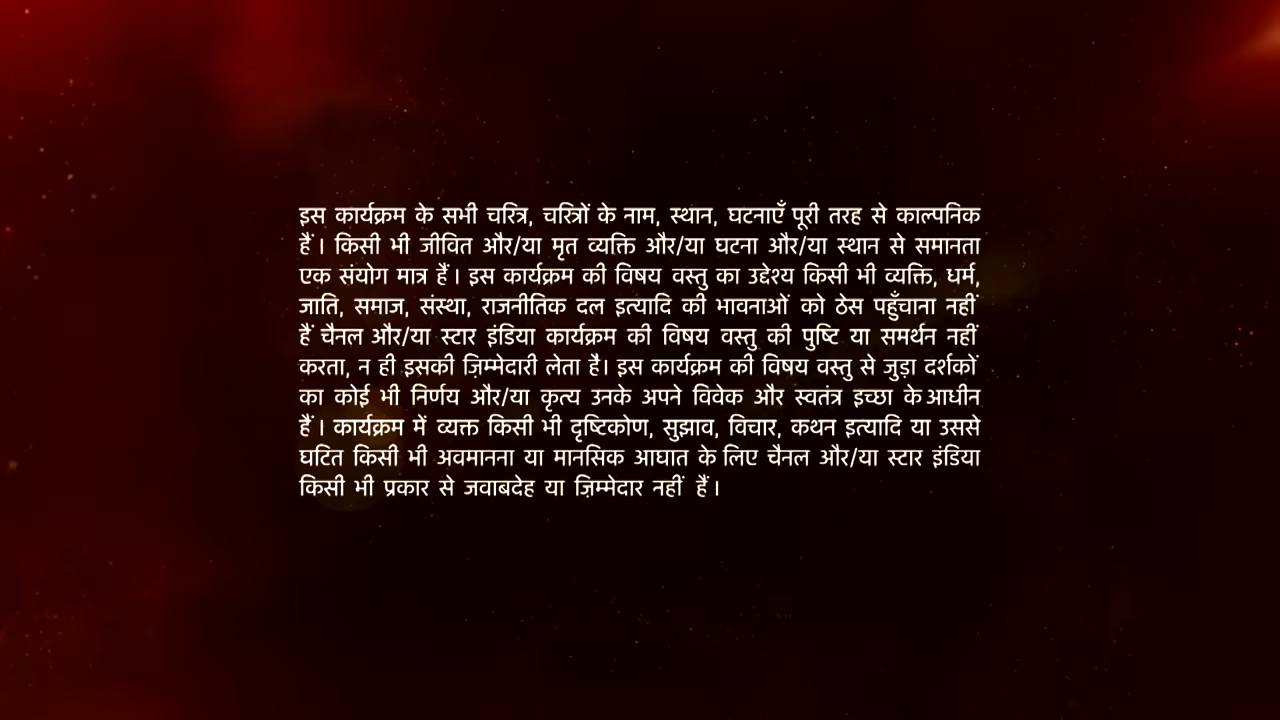 इस कार्यक्रम के सभी चरित्र, चरित्रों के नाम, स्थान, घटनाएँ पूरी तरह से काल्पनिक
हैं । किसी भी जीवित और/या मृत व्यक्ति और/या घटना और/या स्थान से समानता
एक संयोग मात्र हैं । इस कार्यक्रम की विषय वस्तु का उद्देश्य किसी भी व्यक्ति, धर्म,
जाति, समाज, संस्था, राजनीतिक दल इत्यादि की भावनाओं को ठेस पहुँचाना नहीं
हैं चैनल और/या स्टार इंडिया कार्यक्रम की विषय वस्तु की पुष्टि या समर्थन नहीं
करता, न ही इसकी ज़िम्मेदारी लेता है। इस कार्यक्रम की विषय वस्तु से जुड़ा दर्शकों
का कोई भी निर्णय और/या कृत्य उनके अपने विवेक और स्वतंत्र इच्छा के आधीन
हैं । कार्यक्रम में व्यक्त किसी भी दृष्टिकोण, सुझाव, विचार, कथन इत्यादि या उससे
घटित किसी भी अवमानना या मानसिक आघात के लिए चैनल और/या स्टार इंडिया
किसी भी प्रकार से जवाबदेह या ज़िम्मेदार नहीं हैं ।